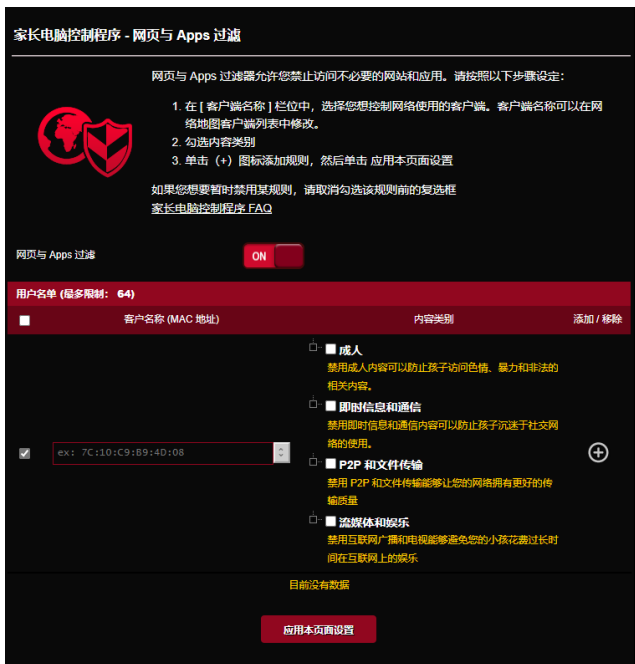 家长电脑控制程序 - 网页与 Apps 过滤
网页与 Apps 过滤器允许您禁止访问不必要的网站和应用。请按照以下步骤设定：
1. 在 [ 客户端名称 ] 栏位中，选择您想控制网络使用的客户端。客户端名称可以在网
络地图客户端列表中修改。
2. 勾选内容类别
3. 单击（+）图标添加规则，然后单击 应用本页面设置
如果您想要暂时禁用某规则，请取消勾选该规则前的复选框
家长电脑控制程序 FAQ
网页与 Apps 过滤
ON
用户名单 (最多限制： 64)
客户名称 (MAC 地址)
内容类别
添加 / 移除
成人
禁用成人内容可以防止孩子访问色情、暴力和非法的
相关内容。
即时信息和通信
禁用即时信息和通信内容可以防止孩子沉迷于社交网
络的使用。
ex: 7C:10:C9:B9:4D:08
P2P 和文件传输
禁用 P2P 和文件传输能够让您的网络拥有更好的传
输质量
流媒体和娱乐
禁用互联网广播和电视能够避免您的小孩花费过长时
间在互联网上的娱乐
目前没有数据
应用本页面设置